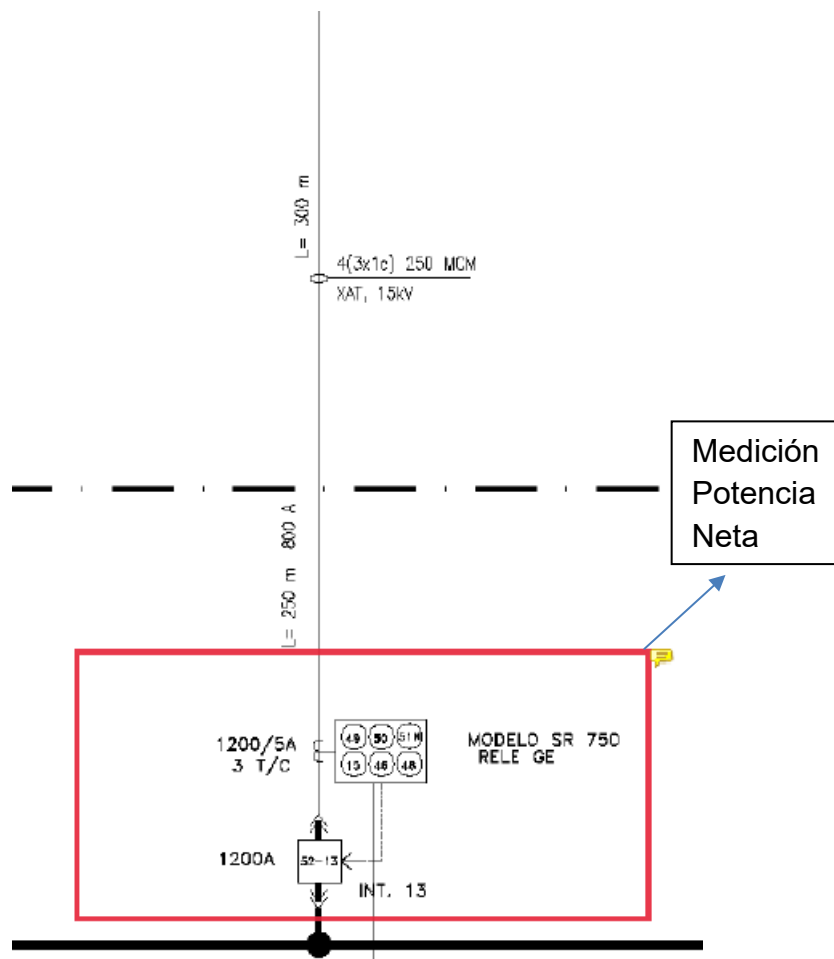 L= 300 m
4(3x1c) 250 MCM
XAT, 15kV
Medición
Potencia
Neta
L= 250 m 800 A
1200/5A
3 T/C
49 50 51N
46 48
MODELO SR 750
RELE GE
1200A
52-13
INT. 13